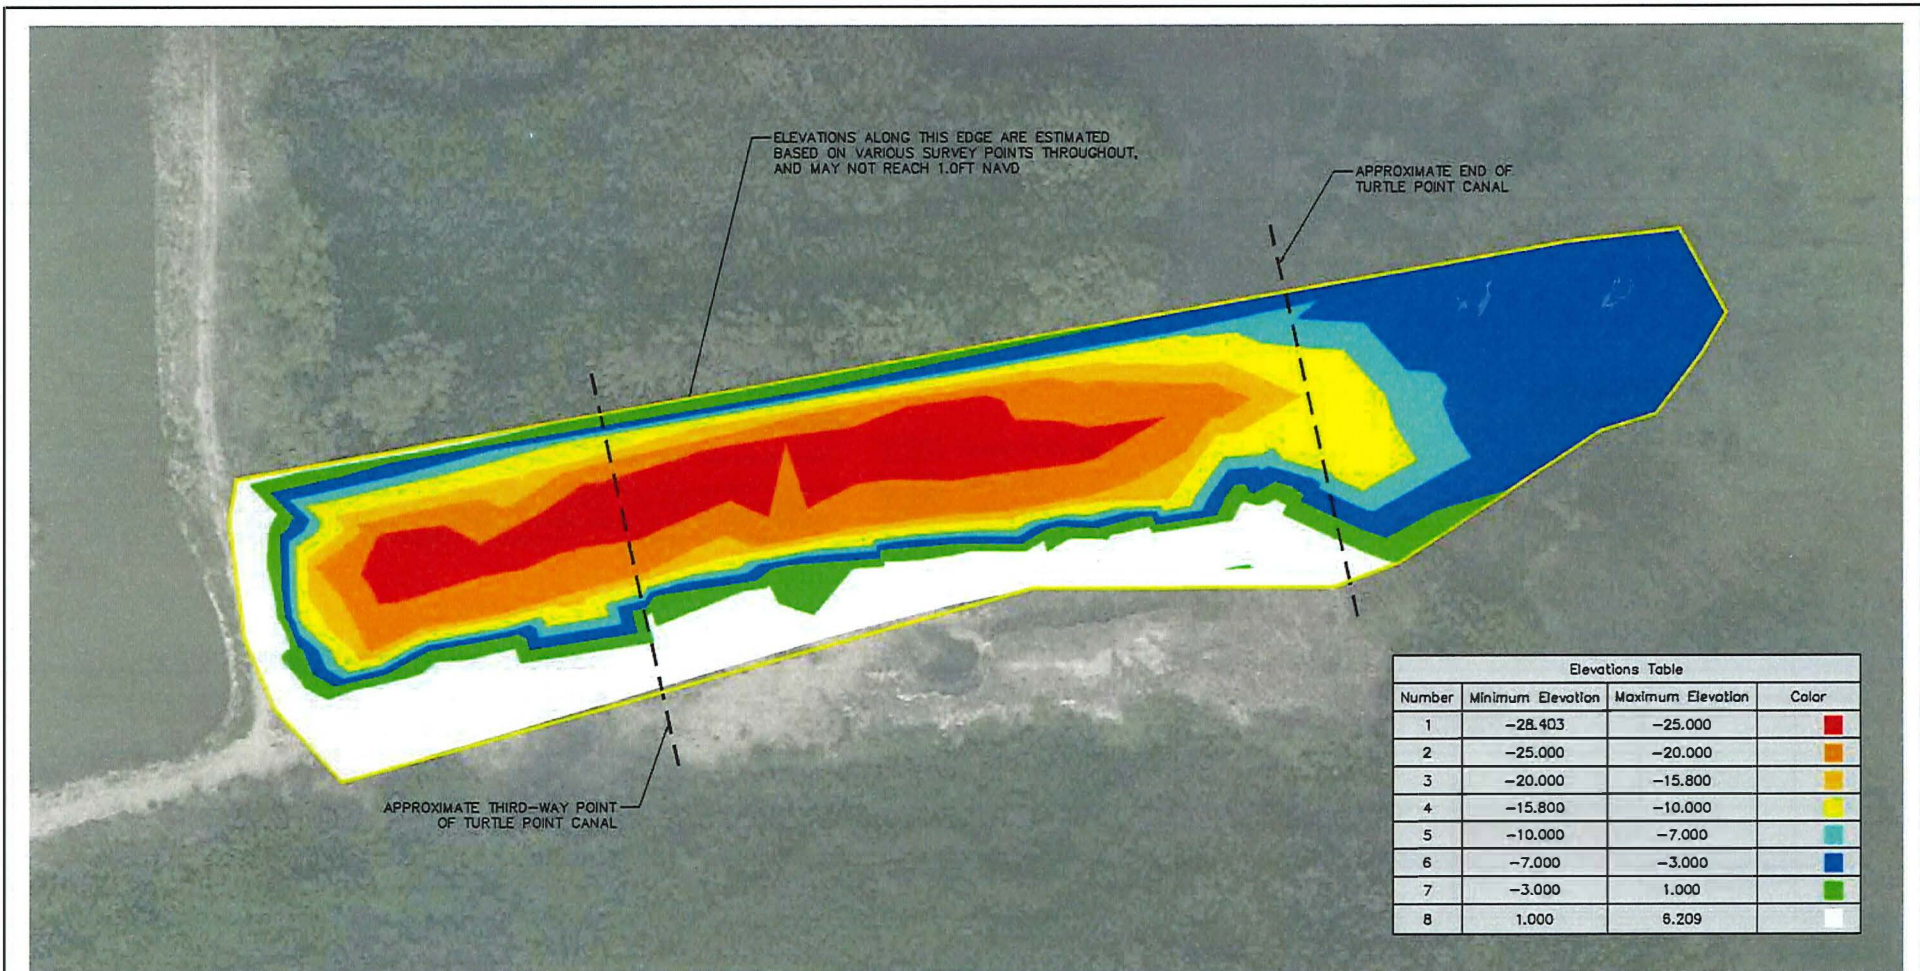 ELEVATIONS ALONG THIS EDGE ARE ESTIMATED
BASED ON VARIOUS SURVEY POINTS THROUGHOUT,
AND MAY NOT REACH 1.0FT NAVD
APPROXIMATE END OF
TURTLE POINT CANAL
APPROXIMATE THIRD-WAY POINT
OF TURTLE POINT CANAL
Elevations Table
Number Minimum Elevation Maximum Elevation Color
1 -28.403 -25.000
2 -25.000 -20.000
3 -20.000 -15.800
4 -15.800 -10.000
5 -10.000 -7.000
6 -7.000 -3.000
7 -3.000 1.000
8 1.000 6.209